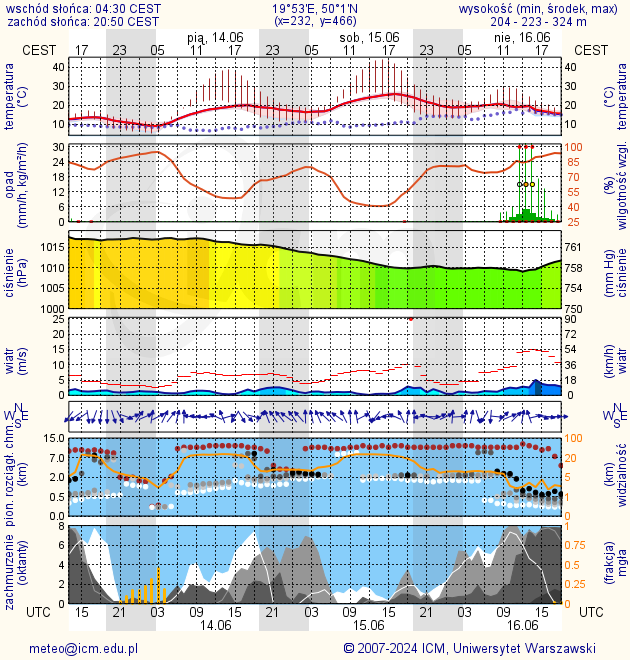 wschód słońca: 04:30 CEST 19°53'E, 50°1'N wysokość (min, środek, max)
zachód słońca: 20:50 CEST (x=232, y=466) 204 - 223 - 324 m
pią, 14.06 sob, 15.06 nie, 16.06
CEST 17 23 05 11 17 23 05 11 17 23 05 11 17 CEST
temperatura
(°C)
40
30
20
10
40
30
20
10
temperatura
(°C)
opad
(mm/h, kg/m²/h)
30
24
18
12
6
0
100
85
70
55
40
25
(%)
wilgotność wzgl.
ciśnienie
(hPa)
1015
1010
1005
1000
761
758
754
750
(mm Hg)
ciśnienie
wiatr
(m/s)
25
20
15
10
5
0
90
72
54
36
18
0
(km/h)
wiatr
N
W E
S
N
W E
S
pion. rozciągł. chm.
(km)
15.0
7.0
2.0
0.5
0.0
100
20
5
1
0
(km)
widzialność
zachmurzenie
(oktanty)
8
6
4
2
0
1
0.75
0.5
0.25
0
(frakcja)
mgła
UTC 15 21 03 09 15 21 03 09 15 21 03 09 15 UTC
14.06 15.06 16.06
meteo@icm.edu.pl © 2007-2024 ICM, Uniwersytet Warszawski